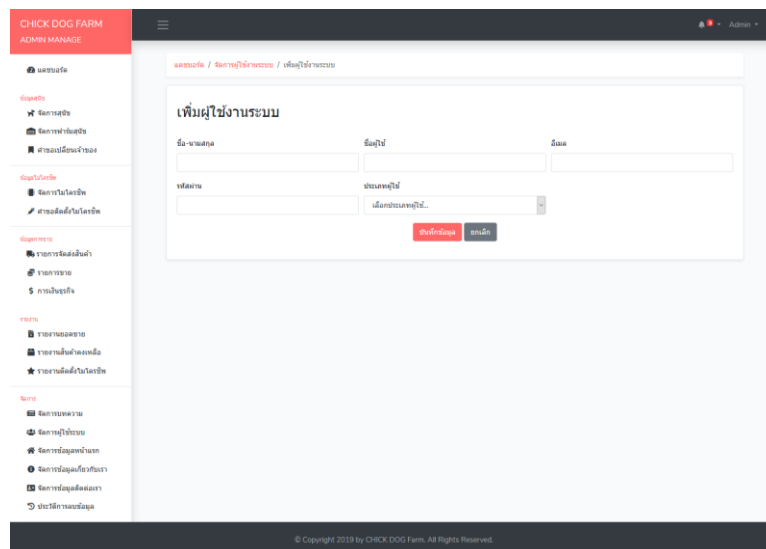 CHICK DOG FARM
ADMIN MANAGE
9
Admin
แดชบอร์ด
ข้อมูลสุนัข
จัดการสุนัข
จัดการฟาร์มสุนัข
คำขอเปลี่ยนเจ้าของ
ข้อมูลไมโครชิพ
จัดการไมโครชิพ
คำขอติดตั้งไมโครชิพ
ข้อมูลการขาย
รายการจัดส่งสินค้า
รายการขาย
การเงินธุรกิจ
รายงาน
รายงานยอดขาย
รายงานสินค้าคงเหลือ
รายงานติดตั้งไมโครชิพ
จัดการ
จัดการบทความ
จัดการผู้ใช้ระบบ
จัดการข้อมูลหน้าแรก
จัดการข้อมูลเกี่ยวกับเรา
จัดการข้อมูลติดต่อเรา
ประวัติการลบข้อมูล
แดชบอร์ด / จัดการผู้ใช้งานระบบ / เพิ่มผู้ใช้งานระบบ
เพิ่มผู้ใช้งานระบบ
ชื่อ-นามสกุล ชื่อผู้ใช้ อีเมล
รหัสผ่าน ประเภทผู้ใช้
เลือกประเภทผู้ใช้...
บันทึกข้อมูล ยกเลิก
© Copyright 2019 by CHICK DOG Farm. All Rights Reserved.